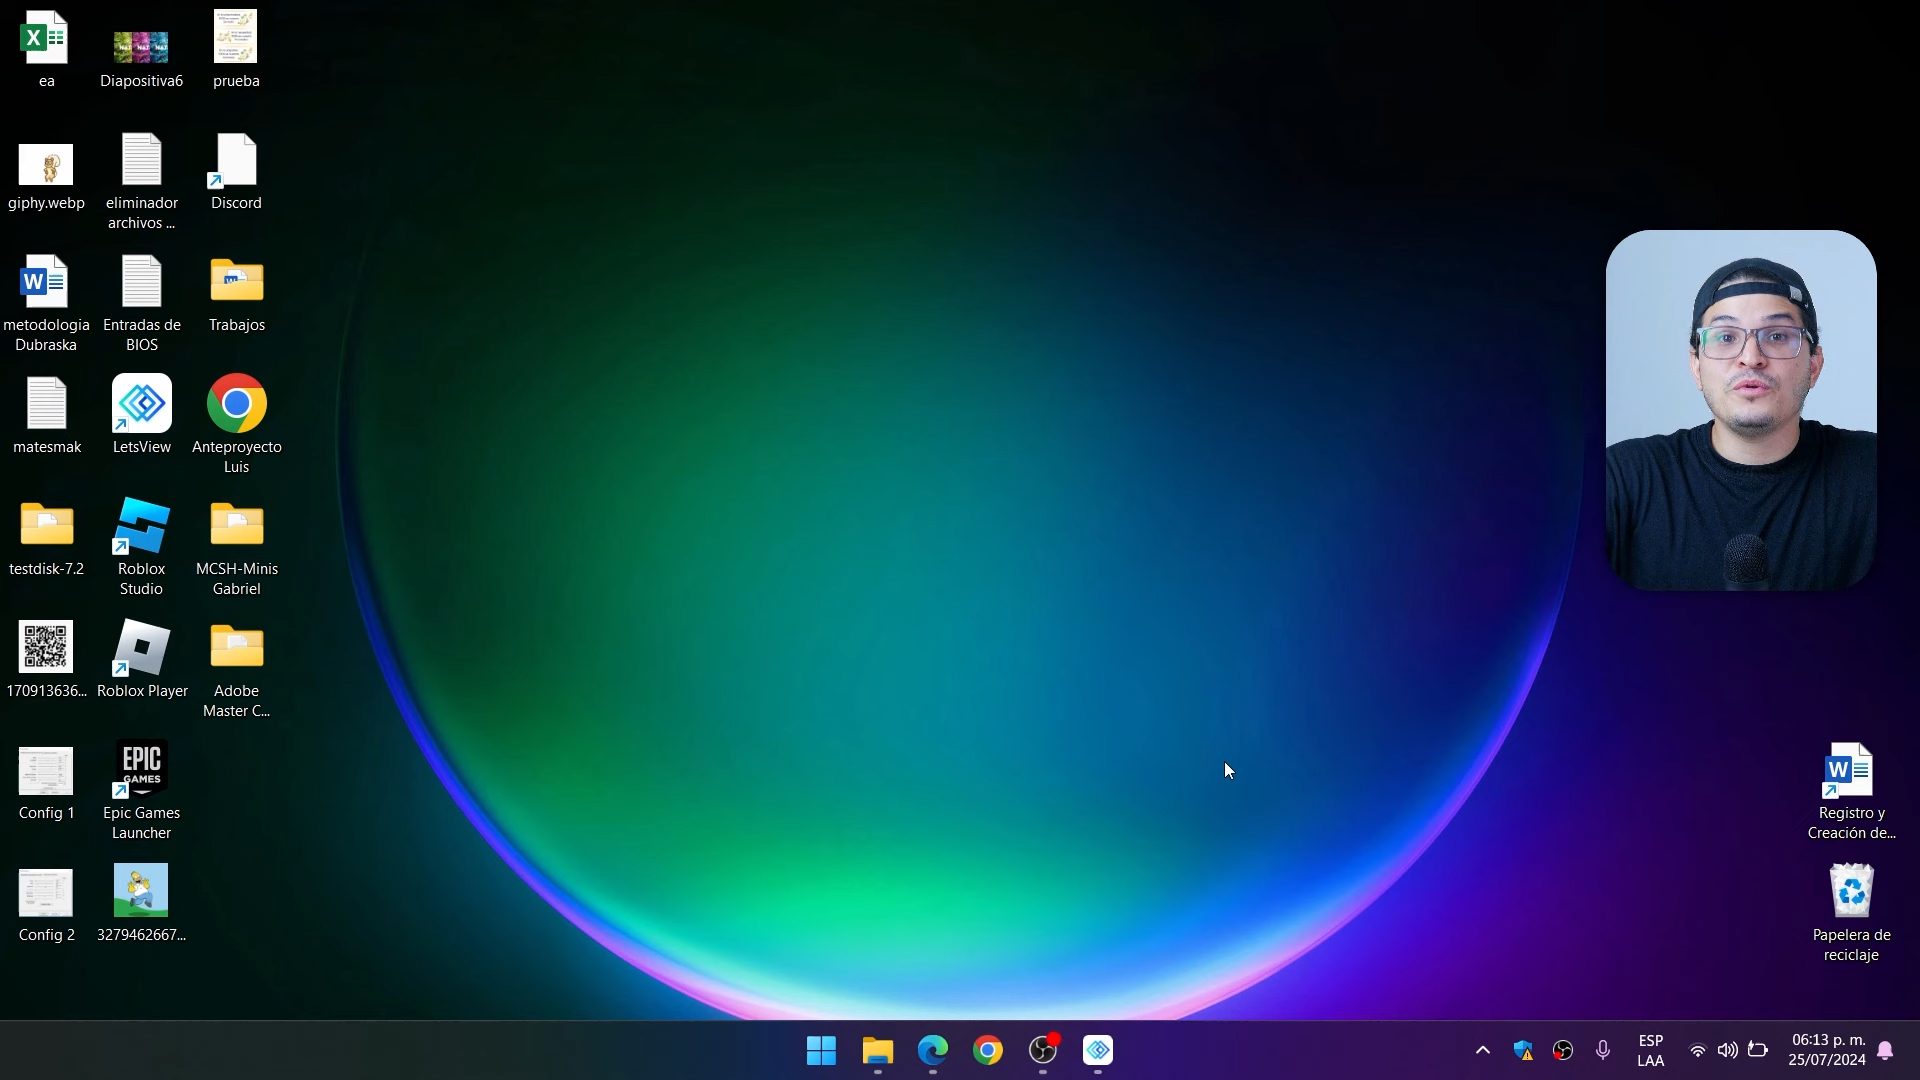 ea
Diapositiva6
prueba
giphy.webp
eliminador
archivos ...
Discord
metodologia
Dubraska
Entradas de
BIOS
Trabajos
matesmak
LetsView
Anteproyecto
Luis
testdisk-7.2
Roblox
Studio
MCSH-Minis
Gabriel
170913636...
Roblox Player
Adobe
Master C...
EPIC
GAMES
Config 1
Epic Games
Launcher
Registro y
Creación de...
Config 2
3279462667...
Papelera de
reciclaje
ESP
LAA
06:13 p. m.
25/07/2024